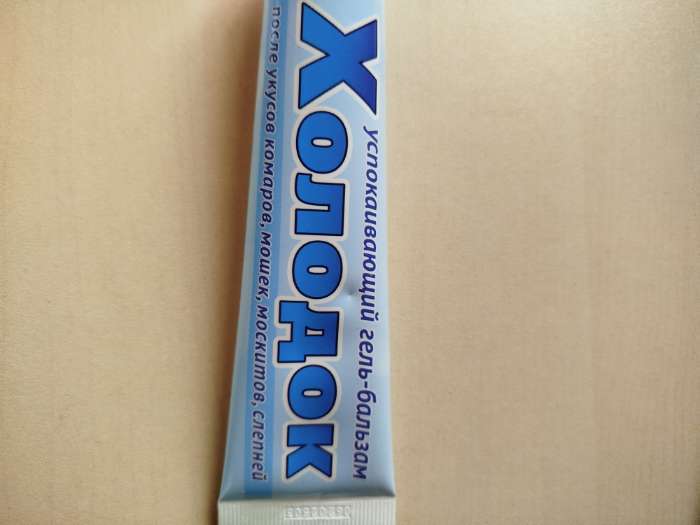 успокаивающий гель-бальзам
Холодок
после укусов комаров, мошек, москитов, слепней